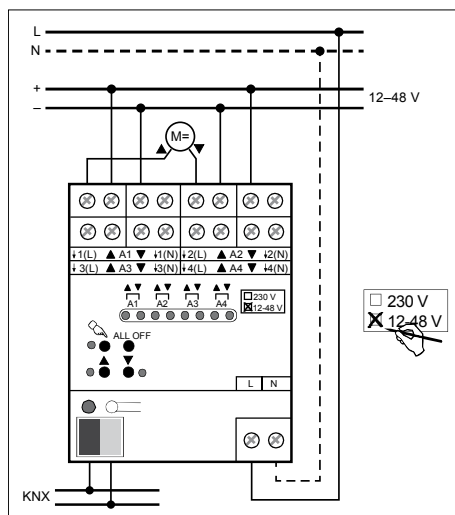 L
N
+
–
12–48 V
M=
1(L) ▲ A1 ▼ 1(N) 2(L) ▲ A2 ▼ 2(N)
3(L) ▲ A3 ▼ 3(N) 4(L) ▲ A4 ▼ 4(N)
A1 A2 A3 A4
230 V
12-48 V
230 V
12-48 V
ALL OFF
L N
KNX